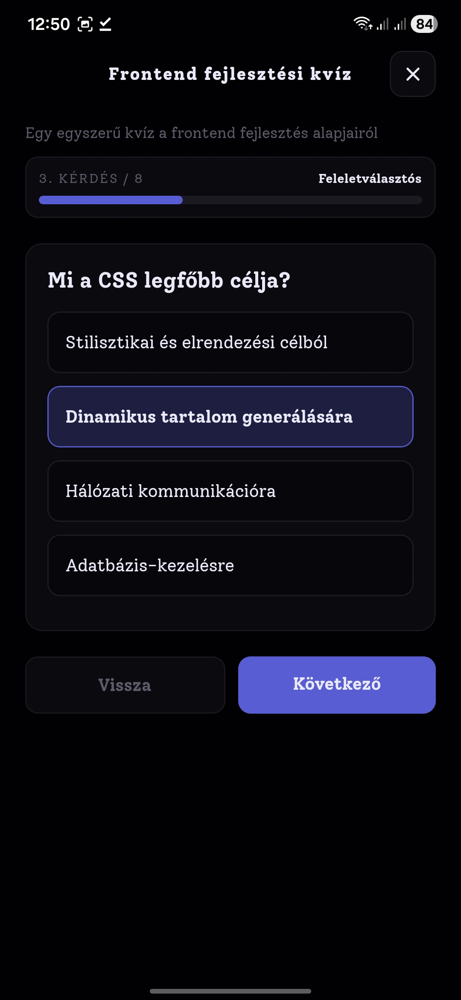 12:50
84
Frontend fejlesztési kvíz
Egy egyszerű kvíz a frontend fejlesztés alapjairól
3. KÉRDÉS / 8
Feleletválasztós
Mi a CSS legfőbb célja?
Stilisztikai és elrendezési célból
Dinamikus tartalom generálására
Hálózati kommunikációra
Adatbázis-kezelésre
Vissza
Következő